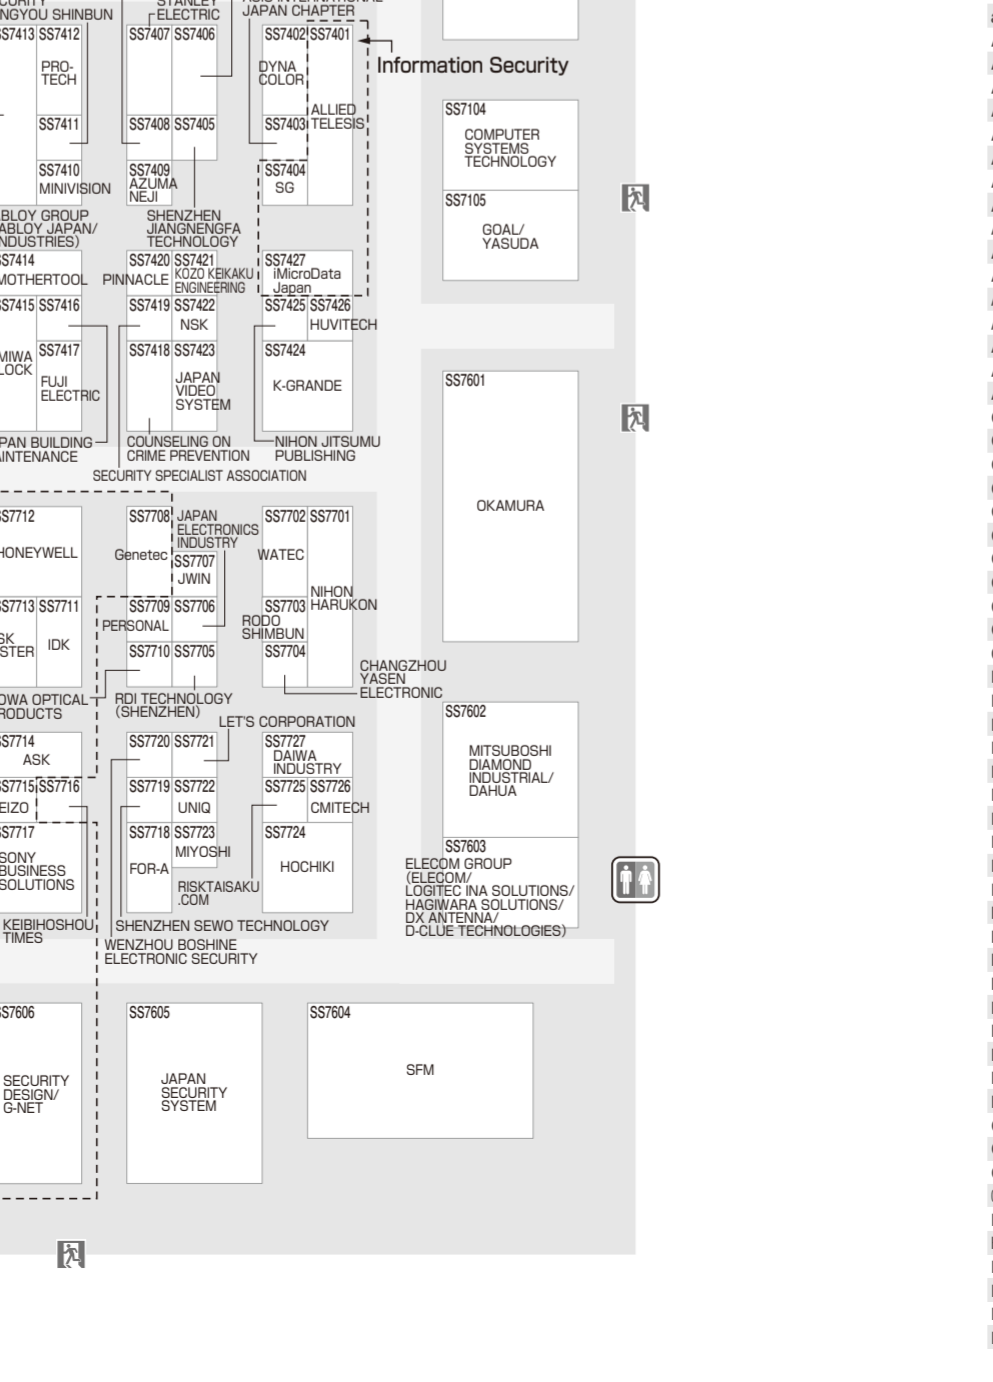 STANLEY
ELECTRIC
NGYOU SHINBUN
JAPAN CHAPTER
SS7413
SS7412
PRO-
TECH
SS7411
SS7410
MINIVISION
SS7407
SS7406
SS7408
SS7405
SS7409
AZUMA
NEJI
SHENZHEN
JIANGNENGFA
TECHNOLOGY
SS7402
DYNA
COLOR
SS7401
ALLIED
TELESIS
SS7403
SS7404
SG
Information Security
SS7104
COMPUTER
SYSTEMS
TECHNOLOGY
SS7105
GOAL/
YASUDA
BLOY GROUP
ABLOY JAPAN/
NDUSTRIES)
SS7414
MOTHERTOOL
SS7415
MIWA
LOCK
SS7416
SS7417
FUJI
ELECTRIC
SS7420
PINNACLE
SS7421
KOZO KEIKAKU
ENGINEERING
SS7419
SS7422
NSK
SS7418
SS7423
JAPAN
VIDEO
SYSTEM
SS7427
iMicroData
Japan
SS7425
SS7426
HUVITECH
SS7424
K-GRANDE
PAN BUILDING
AINTENANCE
COUNSELING ON
CRIME PREVENTION
NIHON JITSUMU
PUBLISHING
SECURITY SPECIALIST ASSOCIATION
SS7601
OKAMURA
SS7712
HONEYWELL
SS7713
SK
STER
SS7711
IDK
SS7708
Genetec
JAPAN
ELECTRONICS
INDUSTRY
SS7707
JWIN
SS7709
PERSONAL
SS7706
SS7710
SS7705
SS7702
WATEC
SS7701
NIHON
HARUKON
SS7703
RODO
SHIMBUN
SS7704
CHANGZHOU
YASEN
ELECTRONIC
OWA OPTICAL
RODUCTS
RDI TECHNOLOGY
(SHENZHEN)
LET'S CORPORATION
SS7714
ASK
SS7715
EIZO
SS7716
SS7717
SONY
BUSINESS
SOLUTIONS
SS7720
SS7721
SS7719
SS7722
UNIQ
SS7718
FOR-A
SS7723
MIYOSHI
RISKTAISAKU
.COM
SS7727
DAIWA
INDUSTRY
SS7725
SS7726
CMITECH
SS7724
HOCHIKI
SS7602
MITSUBOSHI
DIAMOND
INDUSTRIAL/
DAHUA
SS7603
ELECOM GROUP
(ELECOM/
LOGITEC INA SOLUTIONS/
HAGIWARA SOLUTIONS/
DX ANTENNA/
D-CLUE TECHNOLOGIES)
KEIBIHOSHOU
TIMES
SHENZHEN SEWO TECHNOLOGY
WENZHOU BOSHINE
ELECTRONIC SECURITY
SS7606
SECURITY
DESIGN/
G-NET
SS7605
JAPAN
SECURITY
SYSTEM
SS7604
SFM